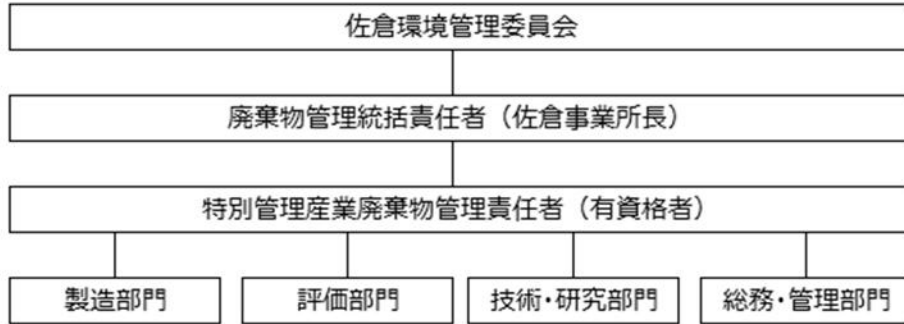 佐倉環境管理委員会
廃棄物管理統括責任者（佐倉事業所長）
特別管理産業廃棄物管理責任者（有資格者）
製造部門
評価部門
技術・研究部門
総務・管理部門